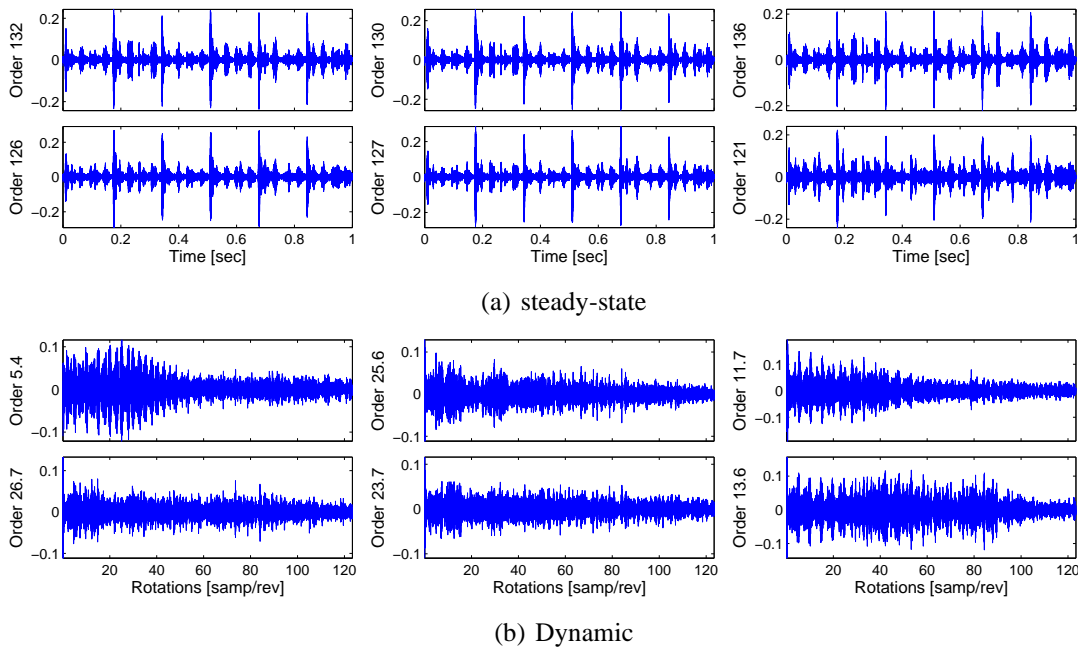 Order 132
0.2
0
−0.2
Order 130
0.2
0
−0.2
Order 136
0.2
0
−0.2
Order 126
0.2
0
−0.2
0 0.2 0.4 0.6 0.8 1
Time [sec]
Order 127
0.2
0
−0.2
0 0.2 0.4 0.6 0.8 1
Time [sec]
Order 121
0.2
0
−0.2
0 0.2 0.4 0.6 0.8 1
Time [sec]
(a) steady-state
Order 5.4
0.1
0
−0.1
Order 25.6
0.1
0
−0.1
Order 11.7
0.1
0
−0.1
Order 26.7
0.1
0
−0.1
20 40 60 80 100 120
Rotations [samp/rev]
Order 23.7
0.1
0
−0.1
20 40 60 80 100 120
Rotations [samp/rev]
Order 13.6
0.1
0
−0.1
20 40 60 80 100 120
Rotations [samp/rev]
(b) Dynamic